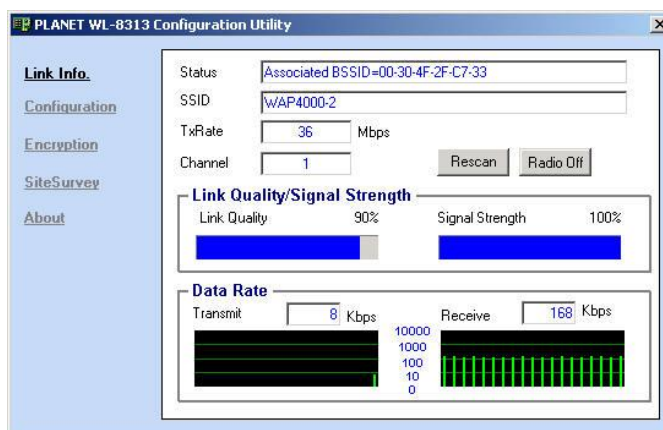 PLANET WL-8313 Configuration Utility
Link Info.
Configuration
Encryption
SiteSurvey
About
Status Associated BSSID=00-30-4F-2F-C7-33
SSID WAP4000-2
TxRate 36 Mbps
Channel 1 Rescan Radio Off
Link Quality/Signal Strength
Link Quality 90% Signal Strength 100%
Data Rate
Transmit 8 Kbps Receive 168 Kbps
10000
1000
100
10
0